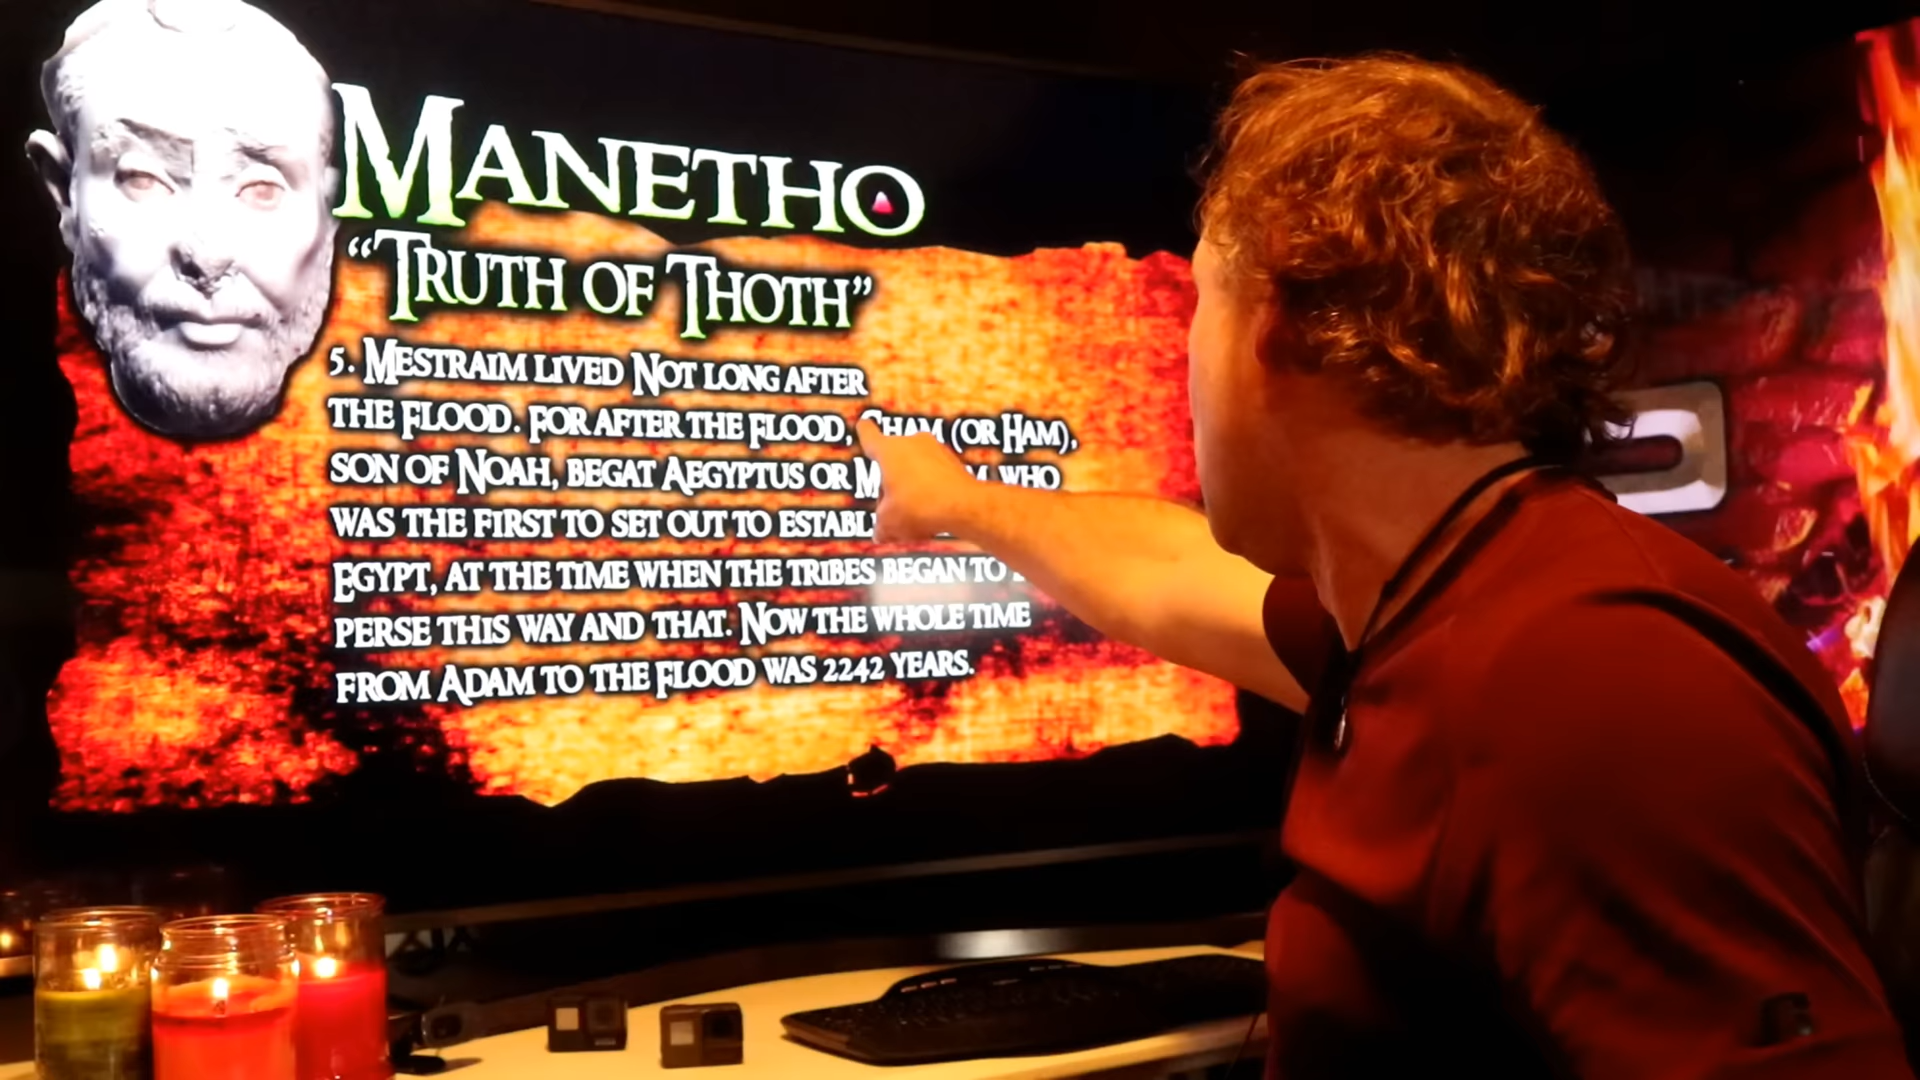 MANETHO
"TRUTH OF THOTH"
5. MESTRAIM LIVED NOT LONG AFTER
THE FLOOD. FOR AFTER THE FLOOD, CHAM (OR HAM),
SON OF NOAH, BEGAT AEGYPTUS OR WHO
WAS THE FIRST TO SET OUT TO
EGYPT, AT THE TIME WHEN THE TRIBES BEGAN TO
PERSE THIS WAY AND THAT. NOW THE WHOLE TIME
FROM ADAM TO THE FLOOD WAS 2242 YEARS.